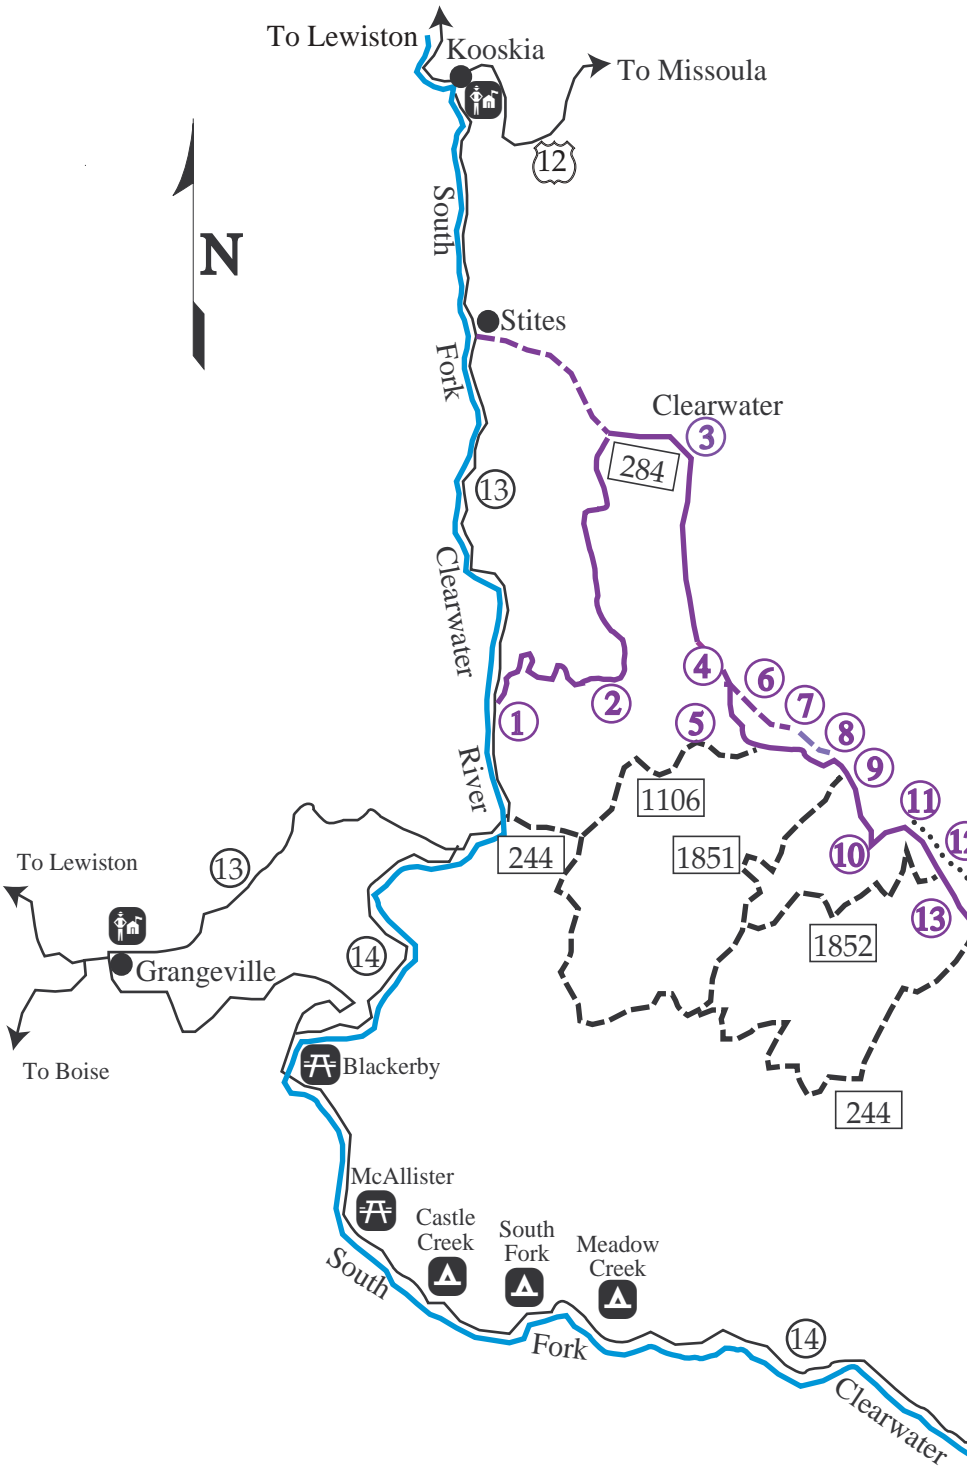 To Lewiston
Kooskia
To Missoula
12
N
South
Stites
Fork
Clearwater
3
284
13
Clearwater
4
6
2
7
1
5
8
River
9
1106
11
13
1851
10
12
To Lewiston
244
13
1852
14
Grangeville
To Boise
Blackerby
244
McAllister
Castle
Creek
South
Fork
Meadow
Creek
South
14
Fork
Clearwater